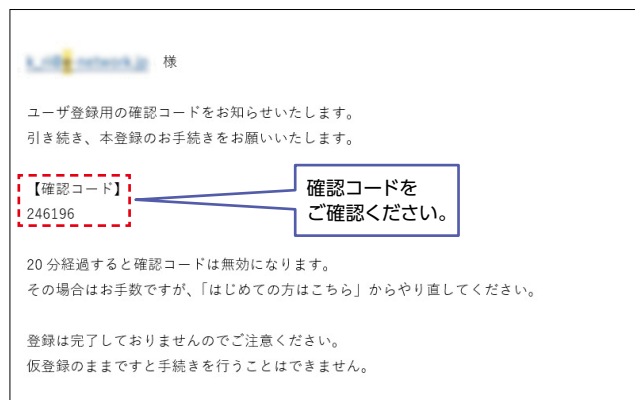 様
ユーザ登録用の確認コードをお知らせいたします。
引き続き、本登録のお手続きをお願いいたします。
【確認コード】
246196
確認コードを
ご確認ください。
20 分経過すると確認コードは無効になります。
その場合はお手数ですが、「はじめての方はこちら」からやり直してください。
登録は完了しておりませんのでご注意ください。
仮登録のままですと手続きを行うことはできません。